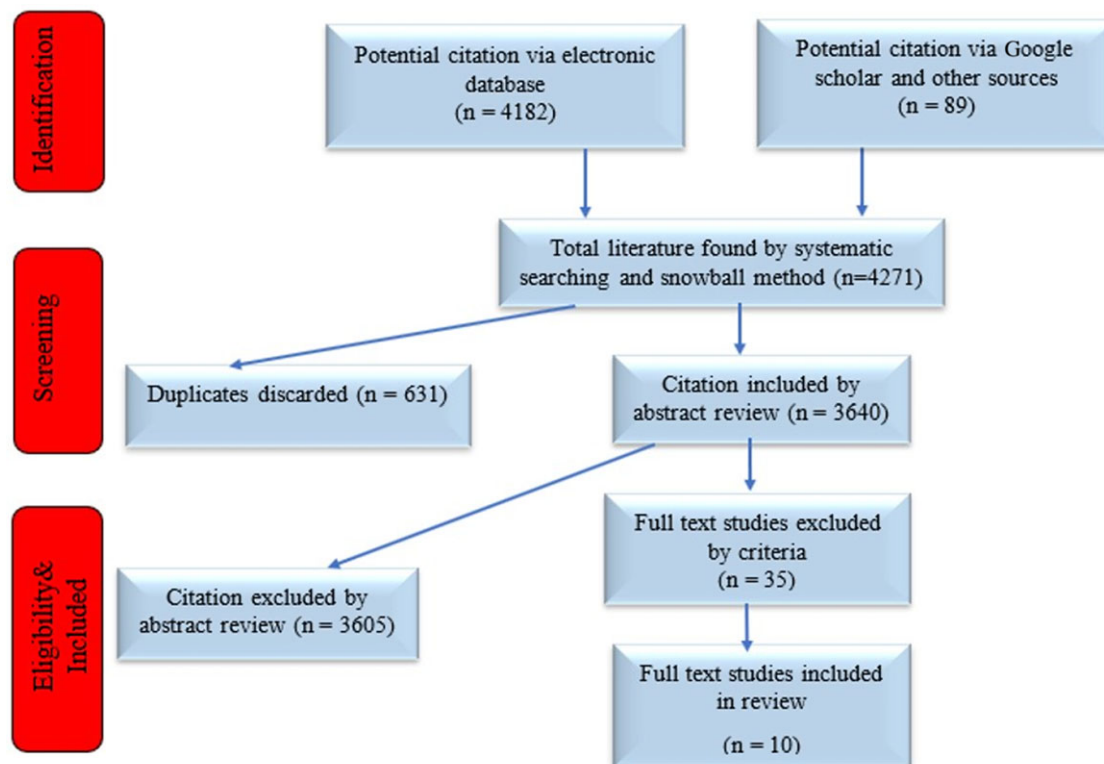 Identification
Potential citation via electronic
database
(n = 4182)
Potential citation via Google
scholar and other sources
(n = 89)
Screening
Total literature found by systematic
searching and snowball method (n=4271)
Duplicates discarded (n = 631)
Citation included by
abstract review (n = 3640)
Eligibility&
Included
Full text studies excluded
by criteria
(n = 35)
Citation excluded by
abstract review (n = 3605)
Full text studies included
in review
(n = 10)